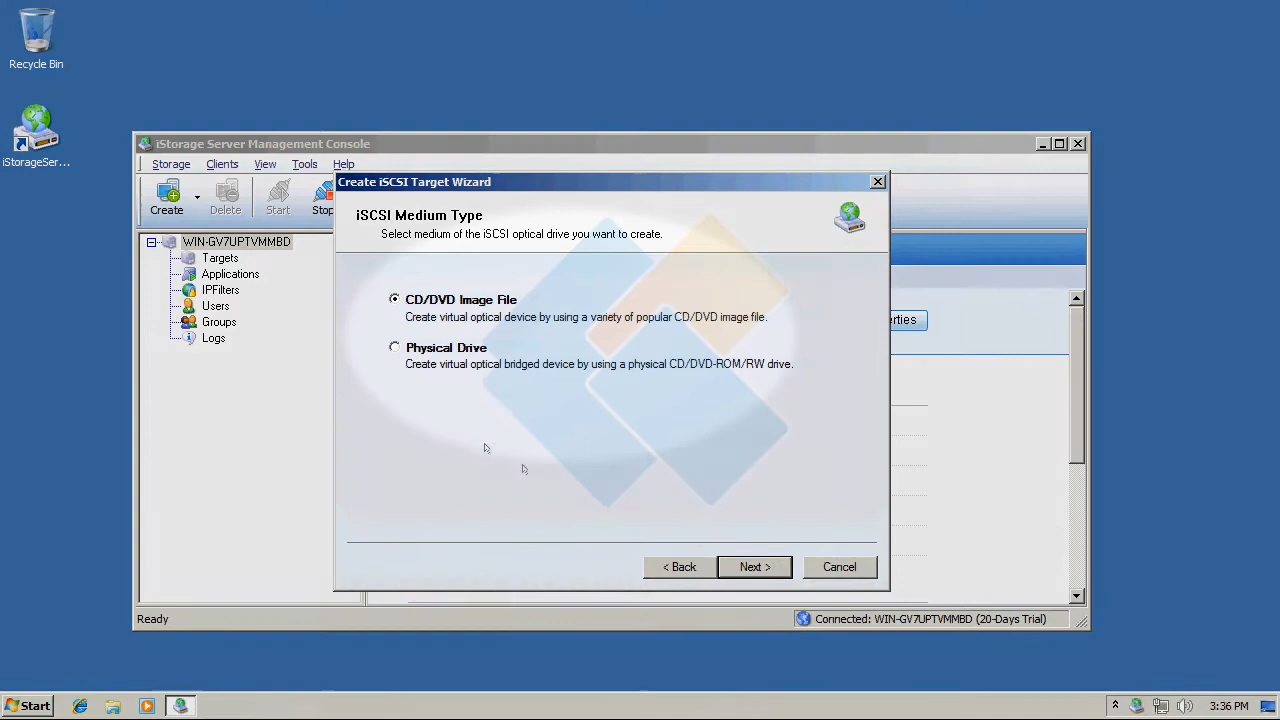 Recycle Bin
iStorageSer...
iStorage Server Management Console
Storage Clients View Tools Help
Create Delete Start Stop
WIN-GV7UPTVMMBD
Targets
Applications
IPFilters
Users
Groups
Logs
Create iSCSI Target Wizard
iSCSI Medium Type
Select medium of the iSCSI optical drive you want to create.
CD/DVD Image File
Create virtual optical device by using a variety of popular CD/DVD image file.
Physical Drive
Create virtual optical bridged device by using a physical CD/DVD-ROM/RW drive.
erties
< Back Next > Cancel
Ready
Connected: WIN-GV7UPTVMMBD (20-Days Trial)
Start
3:36 PM